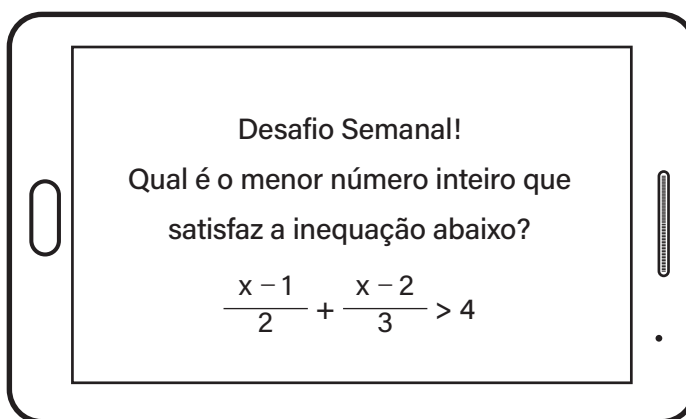 Desafio Semanal!
Qual é o menor número inteiro que
satisfaz a inequação abaixo?
x – 1 / 2 + x – 2 / 3 > 4